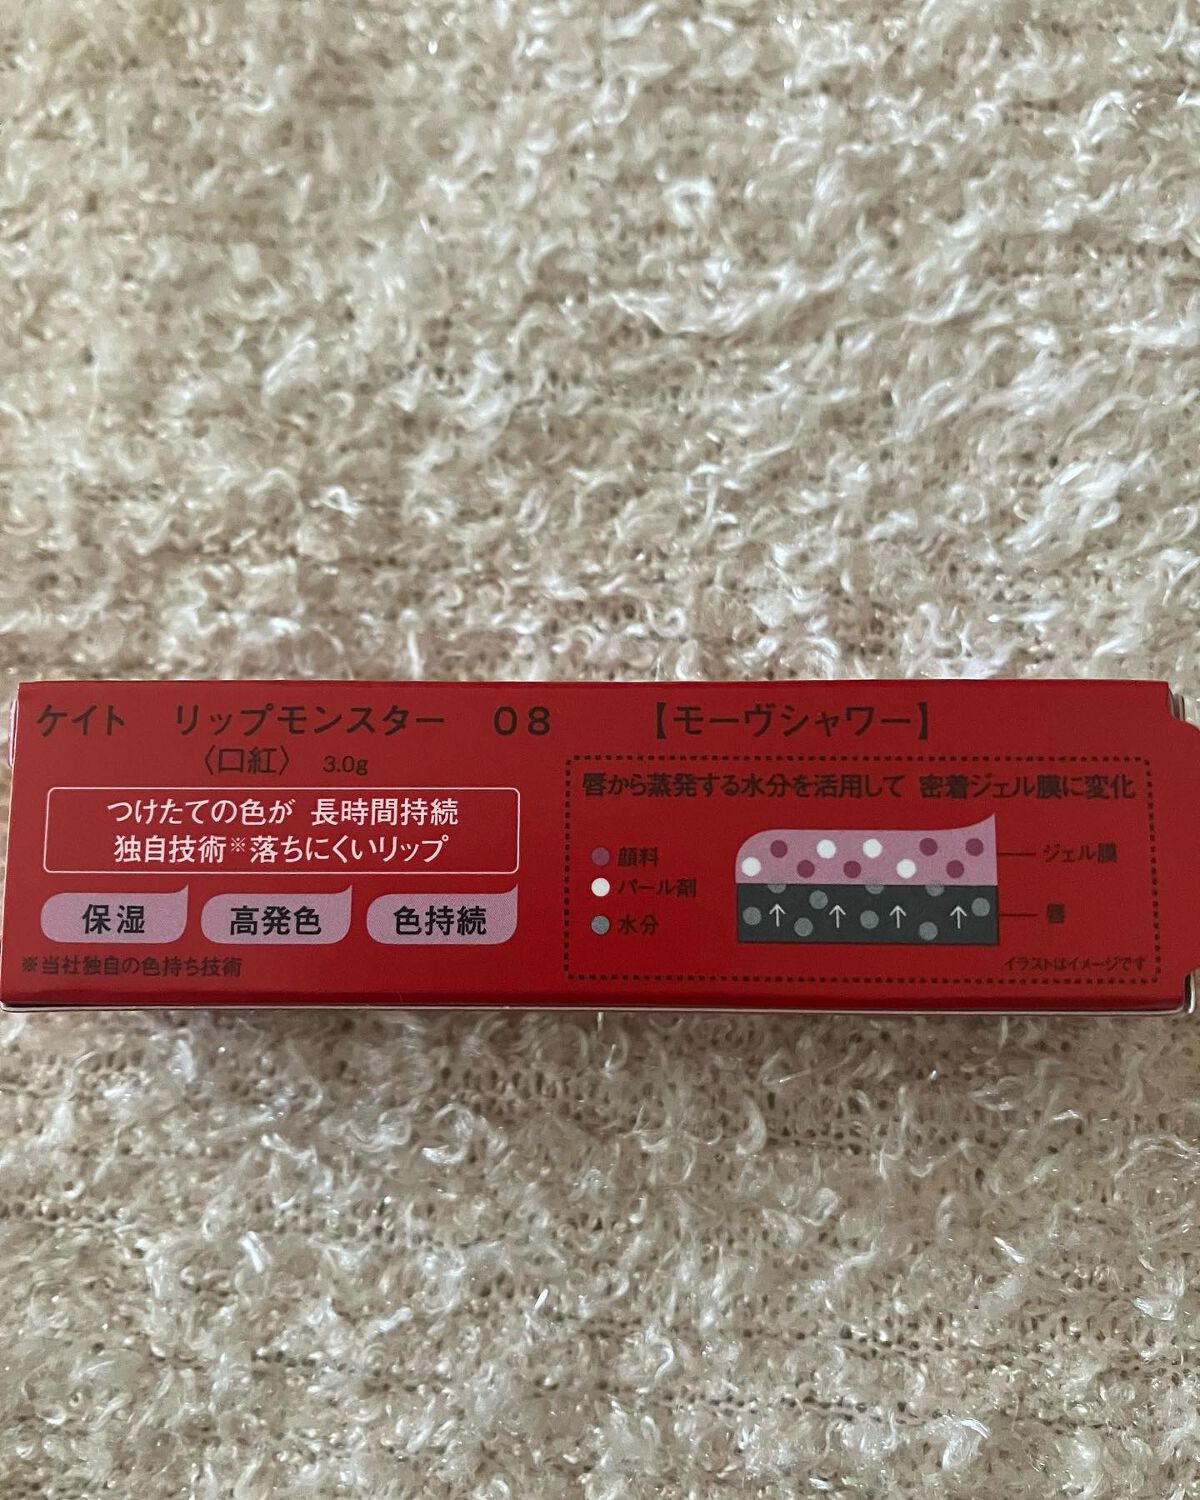 ケイト リップモンスター 08 【モーヴシャワー】
〈口紅〉 3.0g
つけたての色が 長時間持続
独自技術※落ちにくいリップ
保湿 高発色 色持続
※当社独自の色持ち技術
唇から蒸発する水分を活用して 密着ジェル膜に変化
顔料
パール剤
水分
ジェル膜
唇
イラストはイメージです